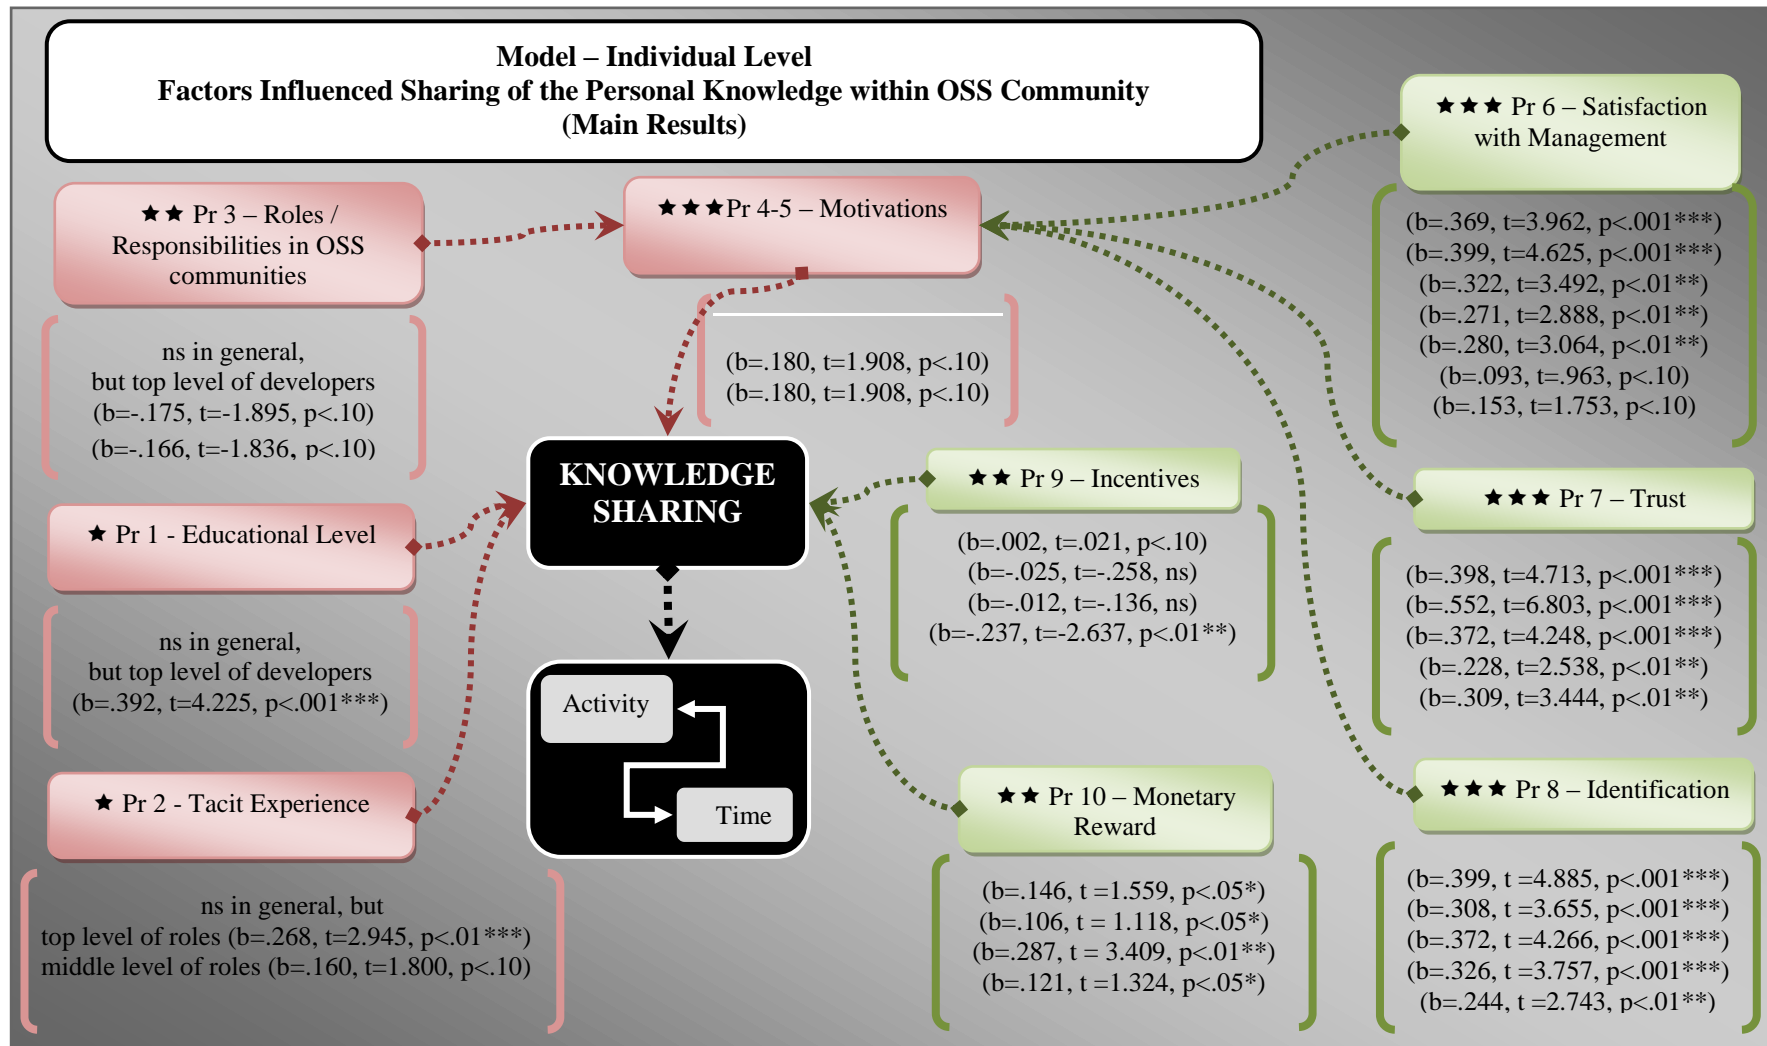 Model – Individual Level
Factors Influenced Sharing of the Personal Knowledge within OSS Community
(Main Results)
★ ★ Pr 3 – Roles /
Responsibilities in OSS
communities
ns in general,
but top level of developers
(b=-.175, t=-1.895, p<.10)
(b=-.166, t=-1.836, p<.10)
★ Pr 1 - Educational Level
ns in general,
but top level of developers
(b=.392, t=4.225, p<.001***)
★ Pr 2 - Tacit Experience
ns in general, but
top level of roles (b=.268, t=2.945, p<.01***)
middle level of roles (b=.160, t=1.800, p<.10)
★★★Pr 4-5 – Motivations
(b=.180, t=1.908, p<.10)
(b=.180, t=1.908, p<.10)
KNOWLEDGE
SHARING
Activity
Time
★ ★ Pr 9 – Incentives
(b=.002, t=.021, p<.10)
(b=-.025, t=-.258, ns)
(b=-.012, t=-.136, ns)
(b=-.237, t=-2.637, p<.01**)
★ ★ Pr 10 – Monetary
Reward
(b=.146, t =1.559, p<.05*)
(b=.106, t = 1.118, p<.05*)
(b=.287, t = 3.409, p<.01**)
(b=.121, t =1.324, p<.05*)
★ ★ ★ Pr 6 – Satisfaction
with Management
(b=.369, t=3.962, p<.001***)
(b=.399, t=4.625, p<.001***)
(b=.322, t=3.492, p<.01**)
(b=.271, t=2.888, p<.01**)
(b=.280, t=3.064, p<.01**)
(b=.093, t=.963, p<.10)
(b=.153, t=1.753, p<.10)
★ ★ ★ Pr 7 – Trust
(b=.398, t=4.713, p<.001***)
(b=.552, t=6.803, p<.001***)
(b=.372, t=4.248, p<.001***)
(b=.228, t=2.538, p<.01**)
(b=.309, t=3.444, p<.01**)
★ ★ ★ Pr 8 – Identification
(b=.399, t =4.885, p<.001***)
(b=.308, t =3.655, p<.001***)
(b=.372, t =4.266, p<.001***)
(b=.326, t =3.757, p<.001***)
(b=.244, t =2.743, p<.01**)